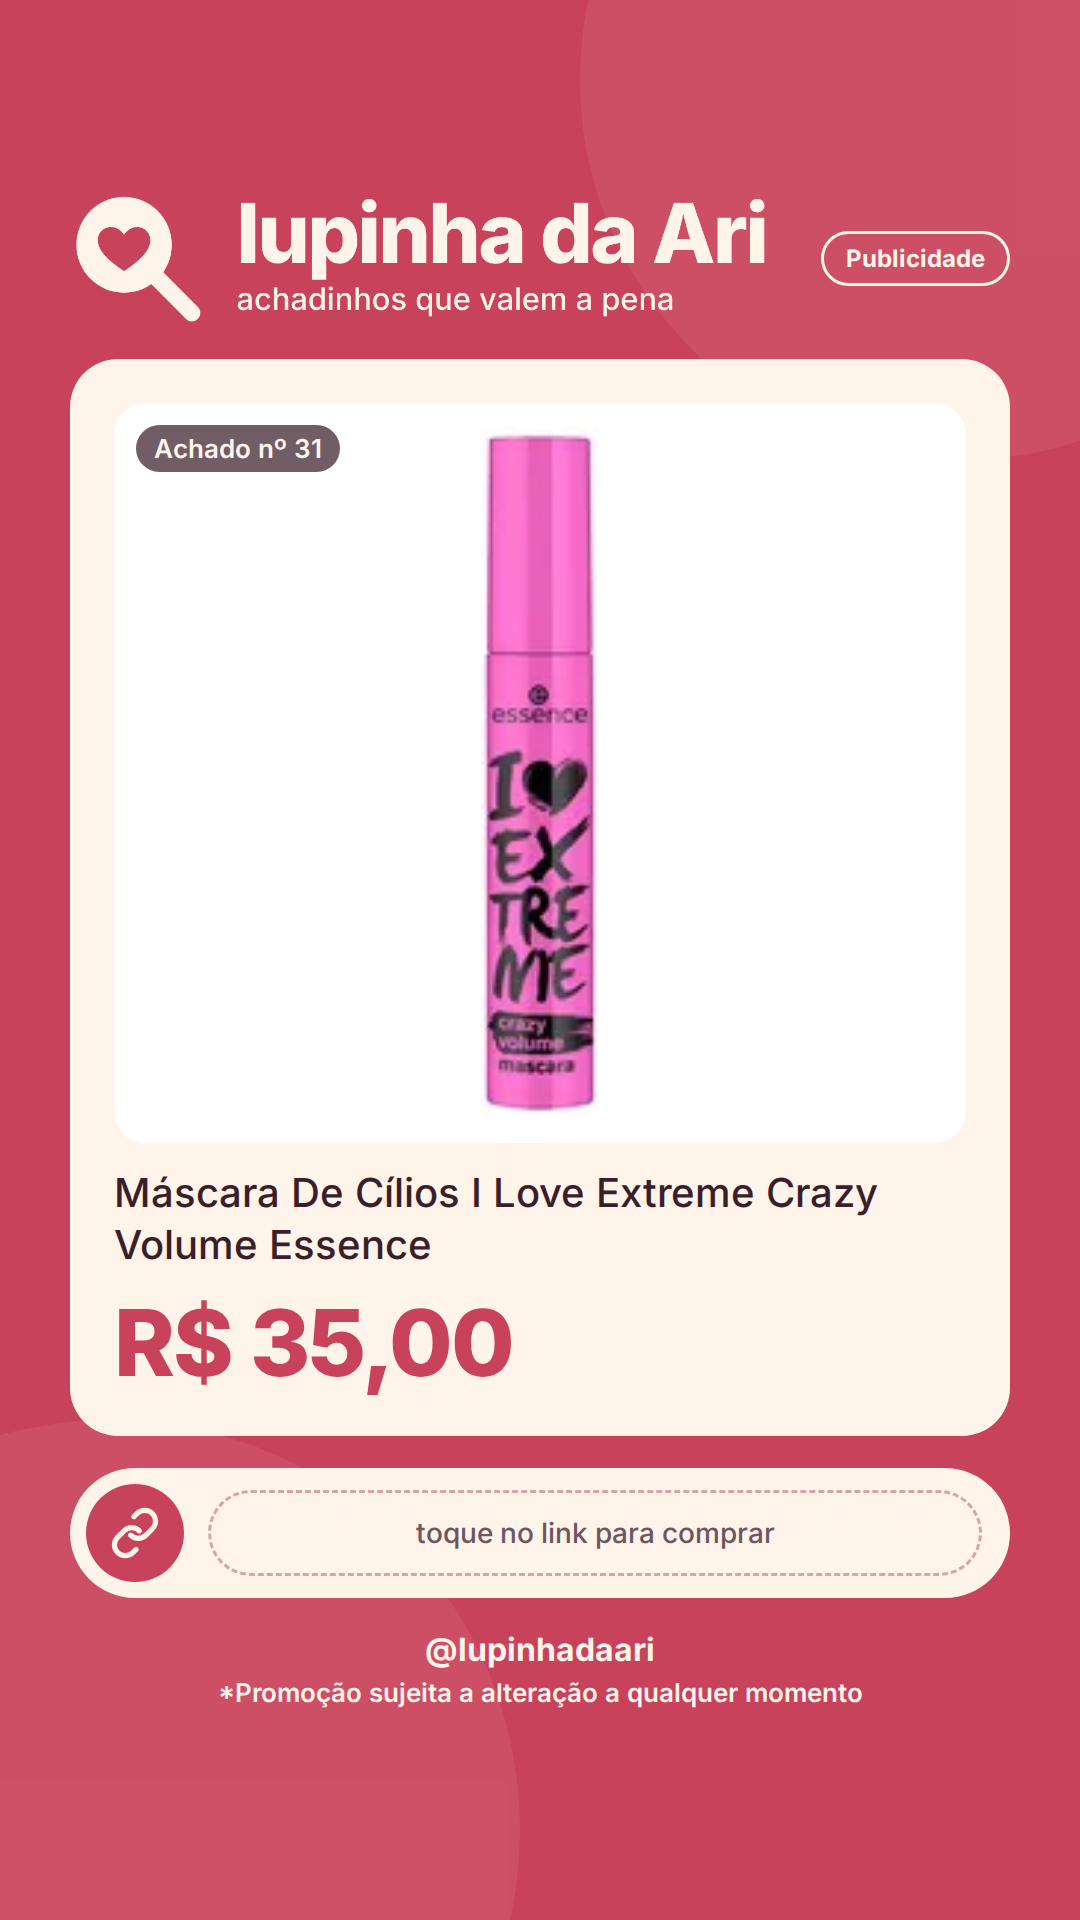 lupinha da Ari
achadinhos que valem a pena
Publicidade
Achado nº 31
essence
I
EX
TRE
ME
crazy
volume
mascara
Máscara De Cílios I Love Extreme Crazy
Volume Essence
R$ 35,00
toque no link para comprar
@lupinhadaari
*Promoção sujeita a alteração a qualquer momento